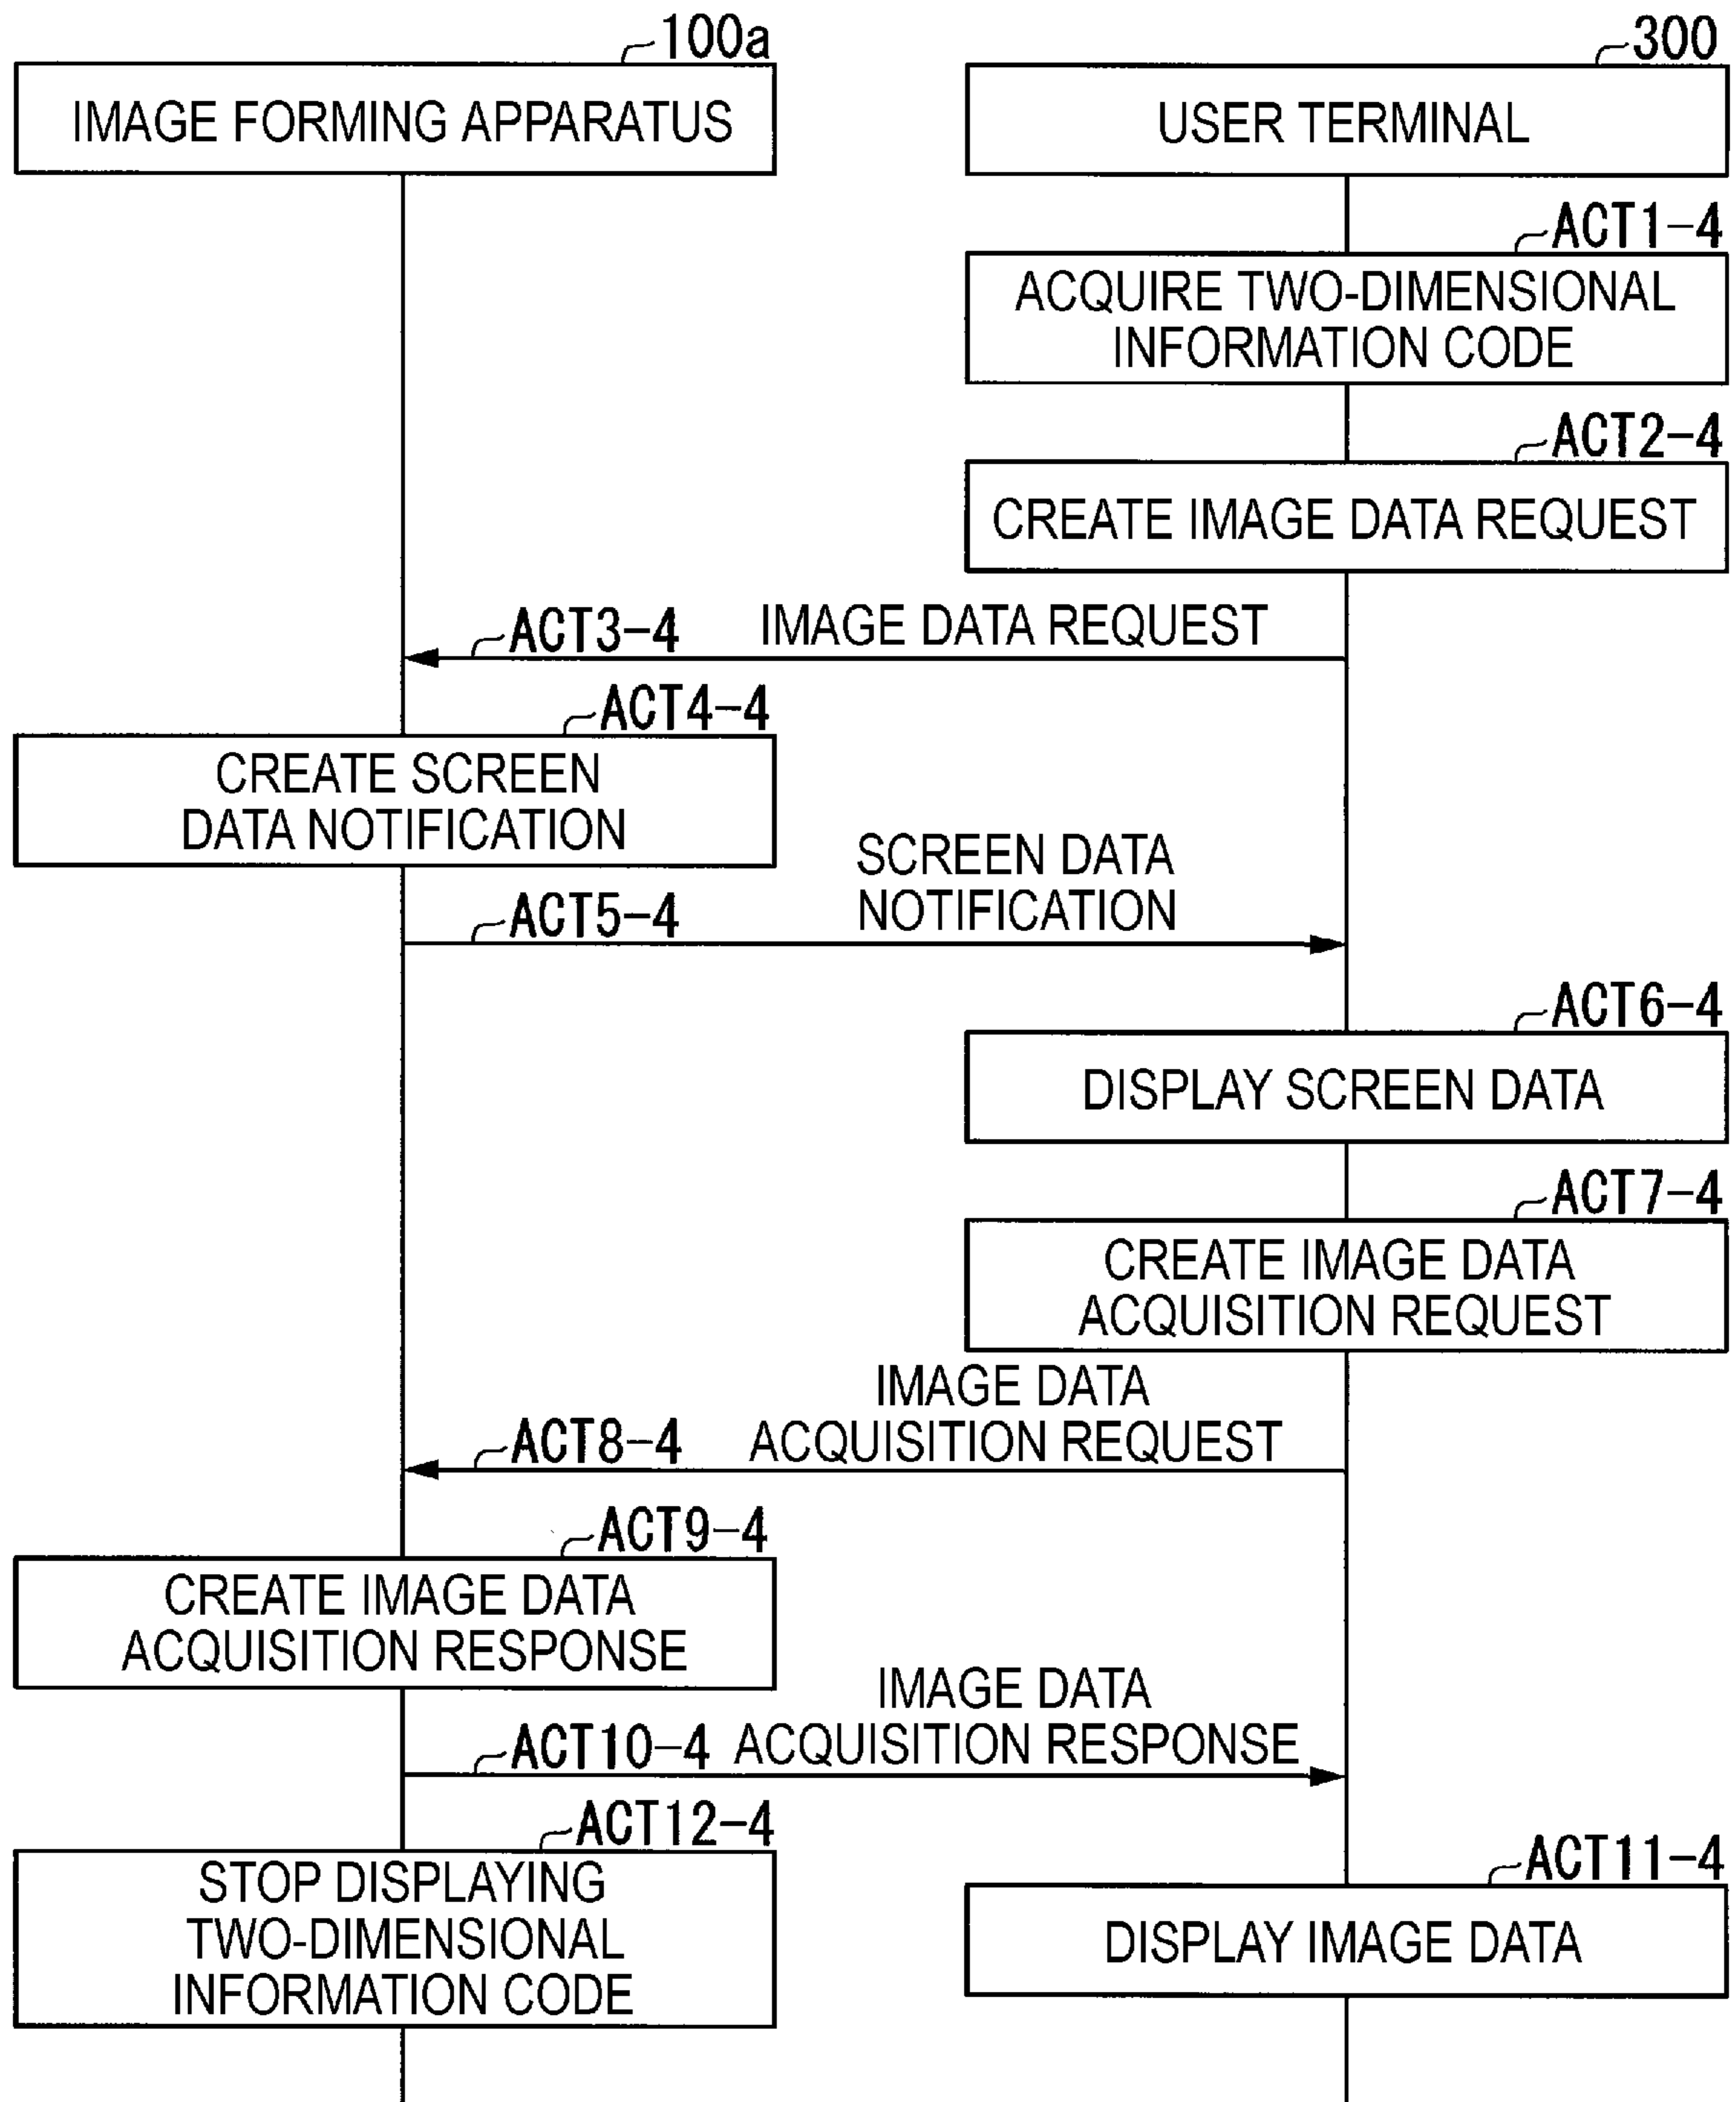 100a
300
IMAGE FORMING APPARATUS
USER TERMINAL
ACT1-4
ACQUIRE TWO-DIMENSIONAL
INFORMATION CODE
ACT2-4
CREATE IMAGE DATA REQUEST
ACT3-4
IMAGE DATA REQUEST
ACT4-4
CREATE SCREEN
DATA NOTIFICATION
SCREEN DATA
NOTIFICATION
ACT5-4
ACT6-4
DISPLAY SCREEN DATA
ACT7-4
CREATE IMAGE DATA
ACQUISITION REQUEST
IMAGE DATA
ACQUISITION REQUEST
ACT8-4
ACT9-4
CREATE IMAGE DATA
ACQUISITION RESPONSE
IMAGE DATA
ACQUISITION RESPONSE
ACT10-4
ACT12-4
STOP DISPLAYING
TWO-DIMENSIONAL
INFORMATION CODE
ACT11-4
DISPLAY IMAGE DATA